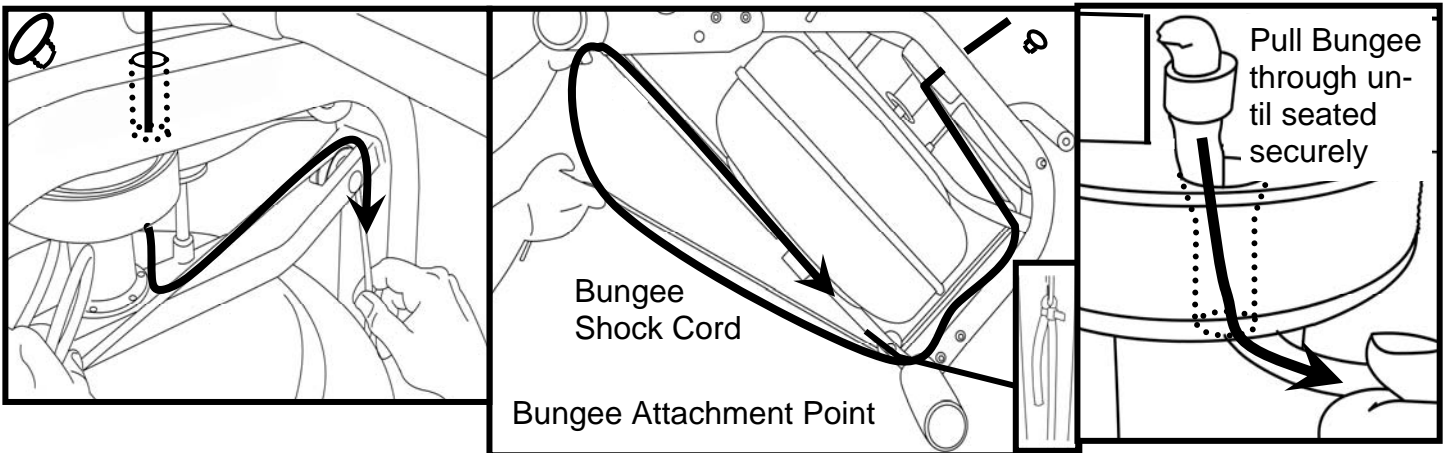 Bungee
Shock Cord
Bungee Attachment Point
Pull Bungee
through un-
til seated
securely